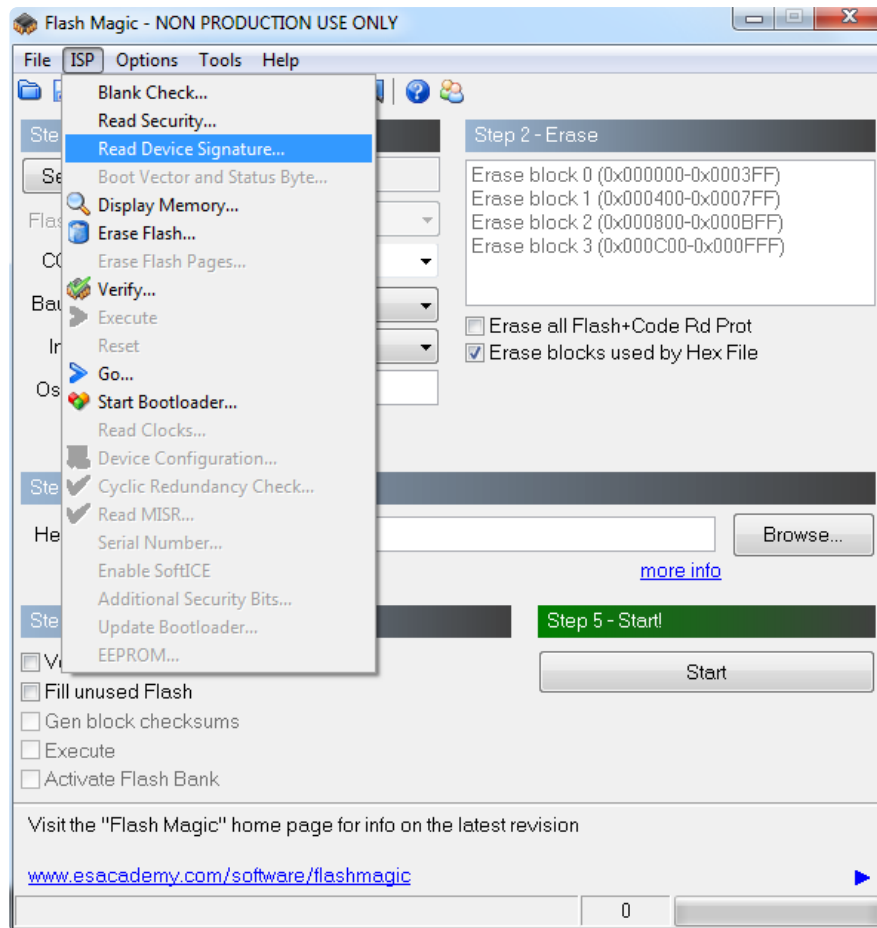 Flash Magic - NON PRODUCTION USE ONLY
File ISP Options Tools Help
Blank Check...
Read Security...
Read Device Signature...
Boot Vector and Status Byte...
Display Memory...
Erase Flash...
Erase Flash Pages...
Verify...
Execute
Reset
Go...
Start Bootloader...
Read Clocks...
Device Configuration...
Cyclic Redundancy Check...
Read MISR...
Serial Number...
Enable SoftICE
Additional Security Bits...
Update Bootloader...
EEPROM...
Step 2 - Erase
Erase block 0 (0x000000-0x0003FF)
Erase block 1 (0x000400-0x0007FF)
Erase block 2 (0x000800-0x000BFF)
Erase block 3 (0x000C00-0x000FFF)
Erase all Flash+Code Rd Prot
Erase blocks used by Hex File
Browse...
more info
Fill unused Flash
Gen block checksums
Execute
Activate Flash Bank
Step 5 - Start!
Start
Visit the "Flash Magic" home page for info on the latest revision
www.esacademy.com/software/flashmagic
0